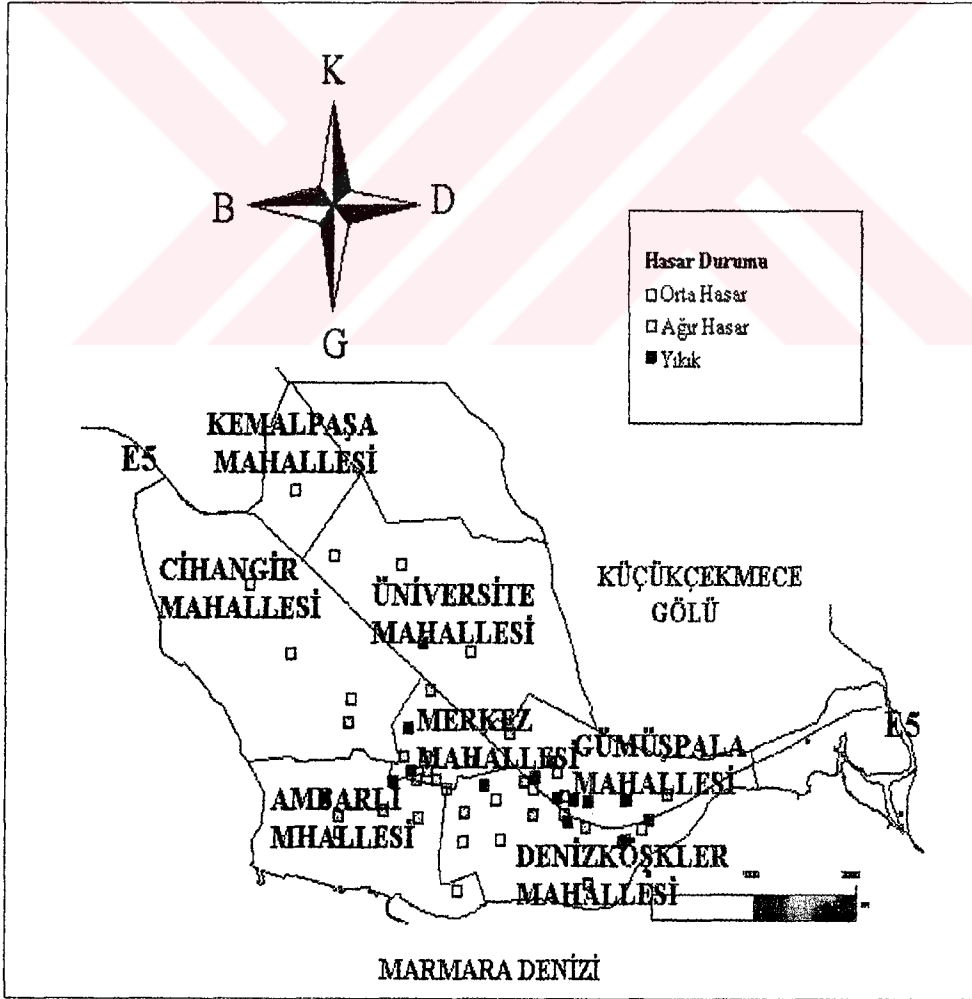 K
B
D
G
Hasar Durumu
Orta Hasar
Ağır Hasar
Yıkık
KEMALPAŞA
MAHALLESİ
E5
CİHANGİR
MAHALLESİ
ÜNİVERSİTE
MAHALLESİ
KÜÇÜKÇEKMECE
GÖLÜ
MERKEZ
MAHALLESİ
GÜMÜŞPALA
MAHALLESİ
E5
AMBARLI
MHALLESİ
DENİZKÖŞKLER
MAHALLESİ
MARMARA DENİZİ